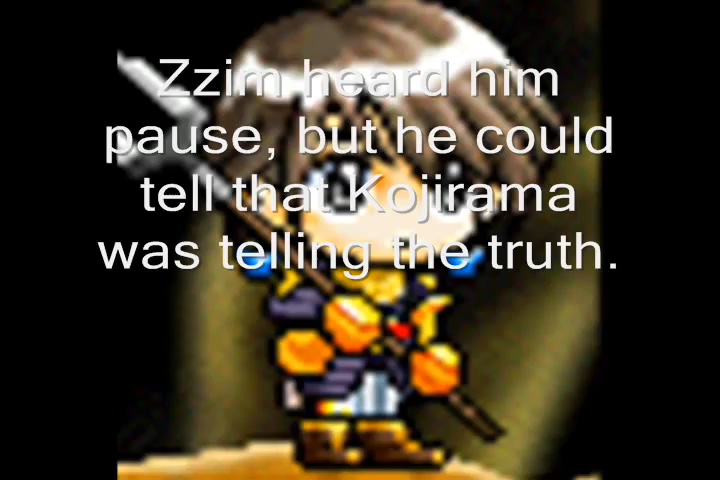 Zzim heard him
pause, but he could
tell that Kojirama
was telling the truth.